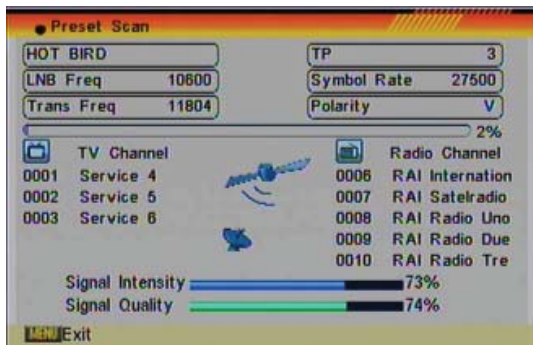 Preset Scan
HOT BIRD
TP 3
LNB Freq 10600
Symbol Rate 27500
Trans Freq 11804
Polarity V
2%
TV Channel
Radio Channel
0001 Service 4
0006 RAI Internation
0002 Service 5
0007 RAI Satelradio
0003 Service 6
0008 RAI Radio Uno
0009 RAI Radio Due
0010 RAI Radio Tre
Signal Intensity 73%
Signal Quality 74%
MENU Exit